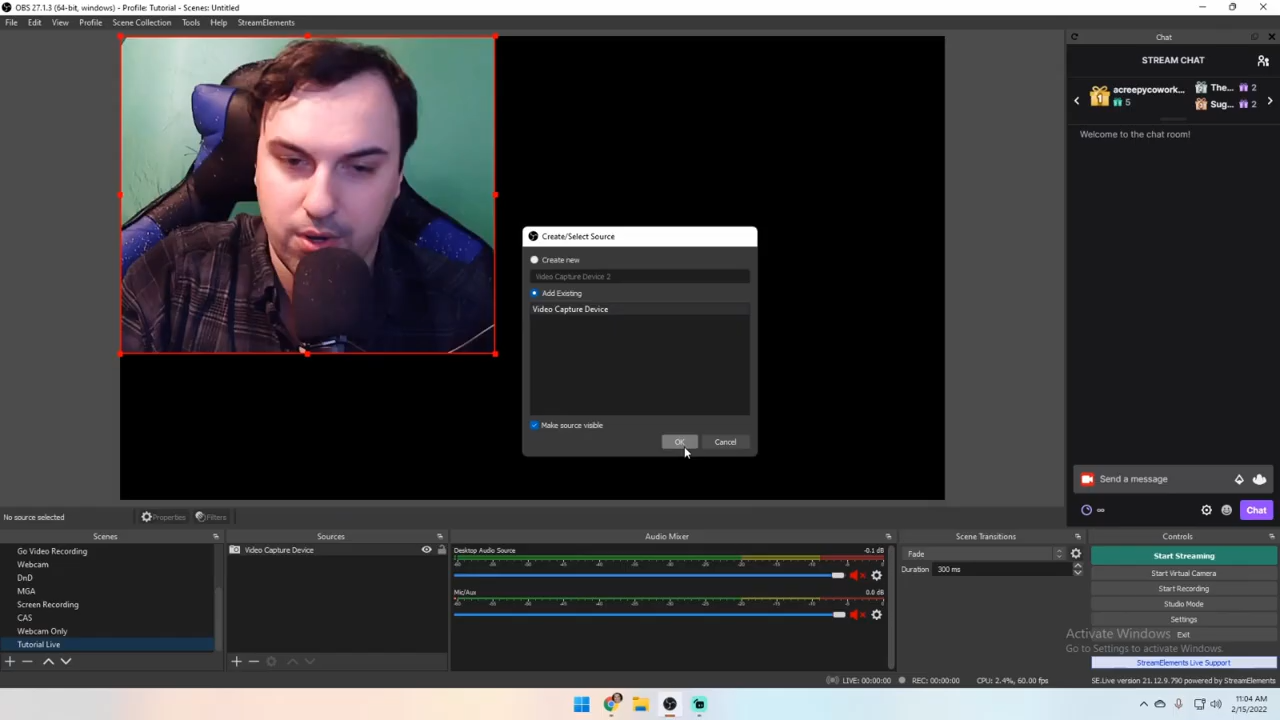 OBS 27.1.3 (64-bit, windows) - Profile: Tutorial - Scenes: Untitled
File Edit View Profile Scene Collection Tools Help StreamElements
Chat
STREAM CHAT
1 acreepycowork... 5
The... 2
Sug... 2
Welcome to the chat room!
Create/Select Source
Create new
Video Capture Device 2
Add Existing
Video Capture Device
Make source visible
OK Cancel
Send a message
Chat
No source selected Properties Filters
Scenes
Go Video Recording
Webcam
DnD
MGA
Screen Recording
CAS
Webcam Only
Tutorial Live
Sources
Video Capture Device
Audio Mixer
Desktop Audio Source -0.1 dB
Mic/Aux 0.0 dB
Scene Transitions
Fade
Duration 300 ms
Controls
Start Streaming
Start Virtual Camera
Start Recording
Studio Mode
Settings
Exit
StreamElements Live Support
Activate Windows
Go to Settings to activate Windows.
LIVE: 00:00:00 REC: 00:00:00 CPU: 2.4%, 60.00 fps SE.Live version 21.12.9.790 powered by StreamElements
11:04 AM
2/15/2022